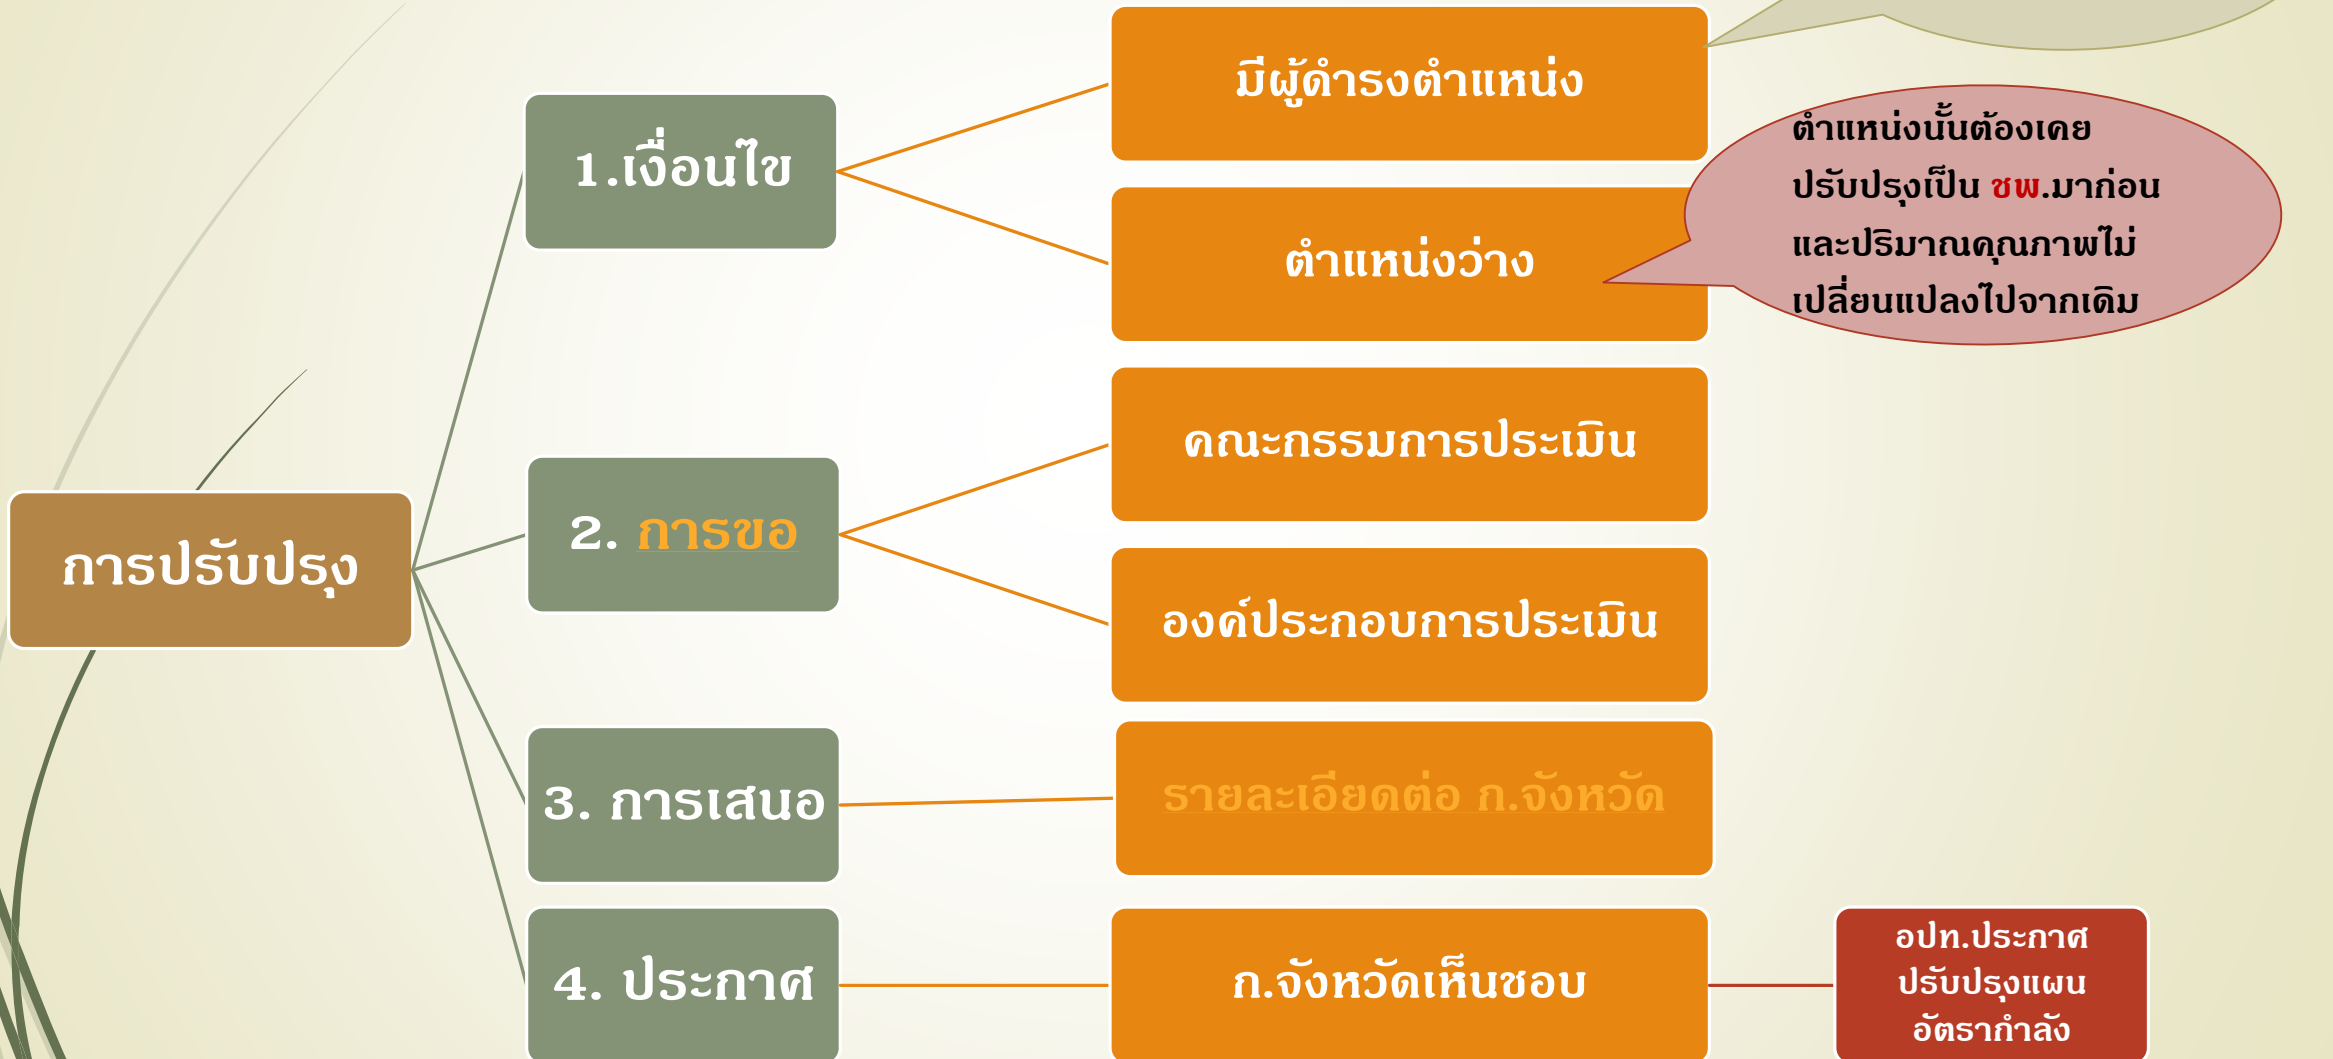 การปรับปรุง
1.เงื่อนไข
มีผู้ดำรงตำแหน่ง
ตำแหน่งว่าง
ตำแหน่งนั้นต้องเคย
ปรับปรุงเป็น ชพ.มาก่อน
และปริมาณคุณภาพไม่
เปลี่ยนแปลงไปจากเดิม
2. การขอ
คณะกรรมการประเมิน
องค์ประกอบการประเมิน
3. การเสนอ
รายละเอียดต่อ ก.จังหวัด
4. ประกาศ
ก.จังหวัดเห็นชอบ
อปท.ประกาศ
ปรับปรุงแผน
อัตรากำลัง